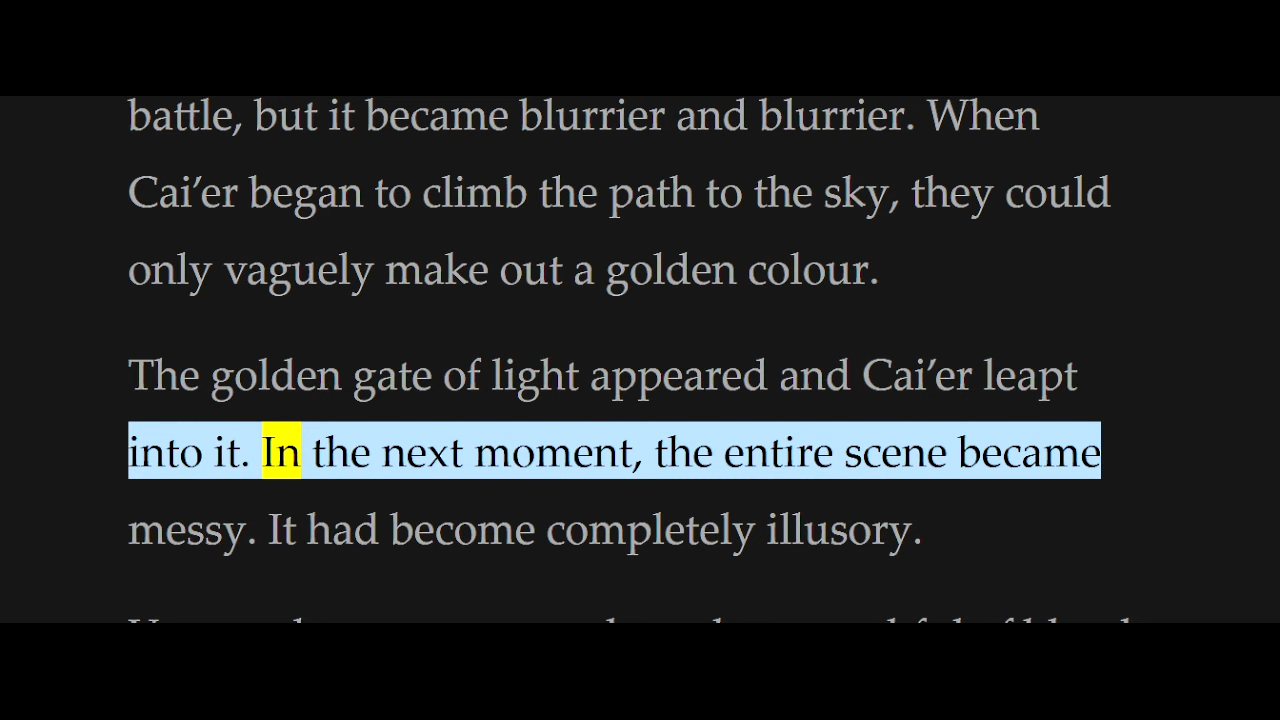 battle, but it became blurrier and blurrier. When
Cai’er began to climb the path to the sky, they could
only vaguely make out a golden colour.
The golden gate of light appeared and Cai’er leapt
into it. In the next moment, the entire scene became
messy. It had become completely illusory.